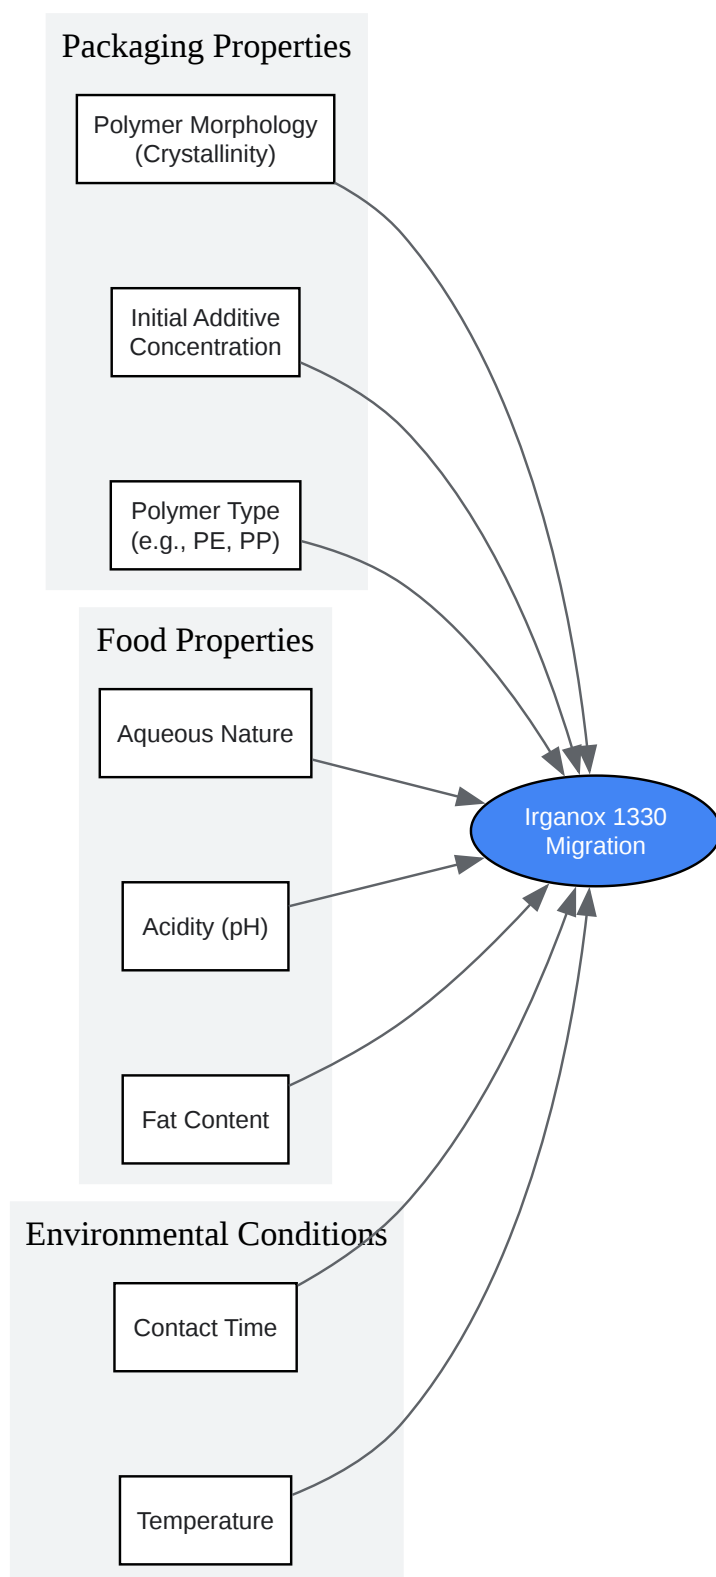 Packaging Properties
Polymer Morphology
(Crystallinity)
Initial Additive
Concentration
Polymer Type
(e.g., PE, PP)
Food Properties
Aqueous Nature
Irganox 1330
Migration
Acidity (pH)
Fat Content
Environmental Conditions
Contact Time
Temperature